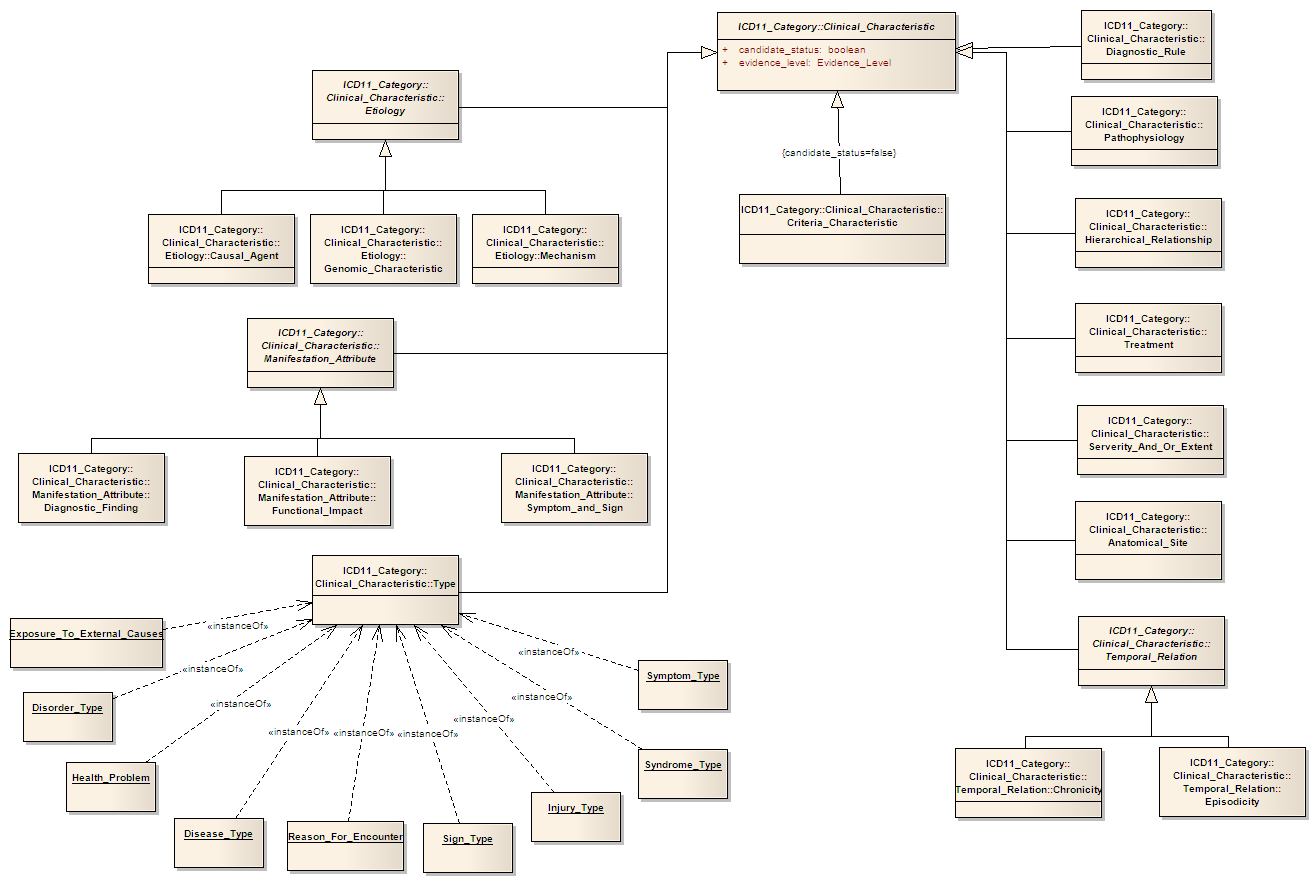 ICD11_Category::Clinical_Characteristic
+ candidate_status: boolean
+ evidence_level: Evidence_Level
ICD11_Category::
Clinical_Characteristic::
Diagnostic_Rule
ICD11_Category::
Clinical_Characteristic::
Etiology
ICD11_Category::
Clinical_Characteristic::
Pathophysiology
{candidate_status=false}
ICD11_Category::Clinical_Characteristic::
Criteria_Characteristic
ICD11_Category::
Clinical_Characteristic::
Hierarchical_Relationship
ICD11_Category::
Clinical_Characteristic::
Etiology::Causal_Agent
ICD11_Category::
Clinical_Characteristic::
Etiology::
Genomic_Characteristic
ICD11_Category::
Clinical_Characteristic::
Etiology::Mechanism
ICD11_Category::
Clinical_Characteristic::
Treatment
ICD11_Category::
Clinical_Characteristic::
Manifestation_Attribute
ICD11_Category::
Clinical_Characteristic::
Serverity_And_Or_Extent
ICD11_Category::
Clinical_Characteristic::
Manifestation_Attribute::
Diagnostic_Finding
ICD11_Category::
Clinical_Characteristic::
Manifestation_Attribute::
Functional_Impact
ICD11_Category::
Clinical_Characteristic::
Manifestation_Attribute::
Symptom_and_Sign
ICD11_Category::
Clinical_Characteristic::
Anatomical_Site
ICD11_Category::
Clinical_Characteristic::Type
Exposure_To_External_Causes
«instanceOf»
ICD11_Category::
Clinical_Characteristic::
Temporal_Relation
«instanceOf»
«instanceOf»
Symptom_Type
Disorder_Type
«instanceOf»
«instanceOf»
«instanceOf»
«instanceOf»
«instanceOf»
«instanceOf»
Health_Problem
Syndrome_Type
ICD11_Category::
Clinical_Characteristic::
Temporal_Relation::Chronicity
ICD11_Category::
Clinical_Characteristic::
Temporal_Relation::
Episodicity
Injury_Type
Disease_Type
Reason_For_Encounter
Sign_Type